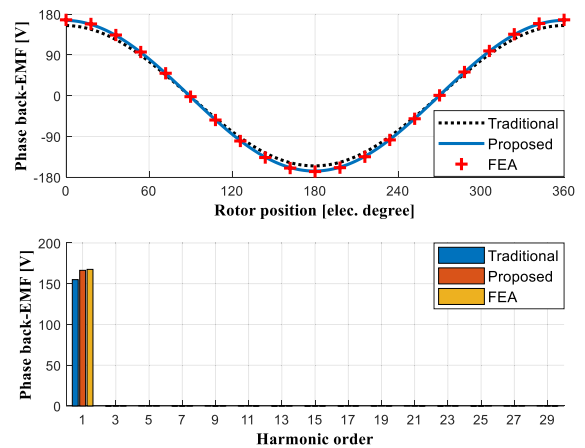 180
90
0
-90
-180
Phase back-EMF [V]
0 60 120 180 240 300 360
Rotor position [elec. degree]
Traditional
Proposed
FEA
200
150
100
50
0
Phase back-EMF [V]
1 3 5 7 9 11 13 15 17 19 21 23 25 27 29
Harmonic order
Traditional
Proposed
FEA